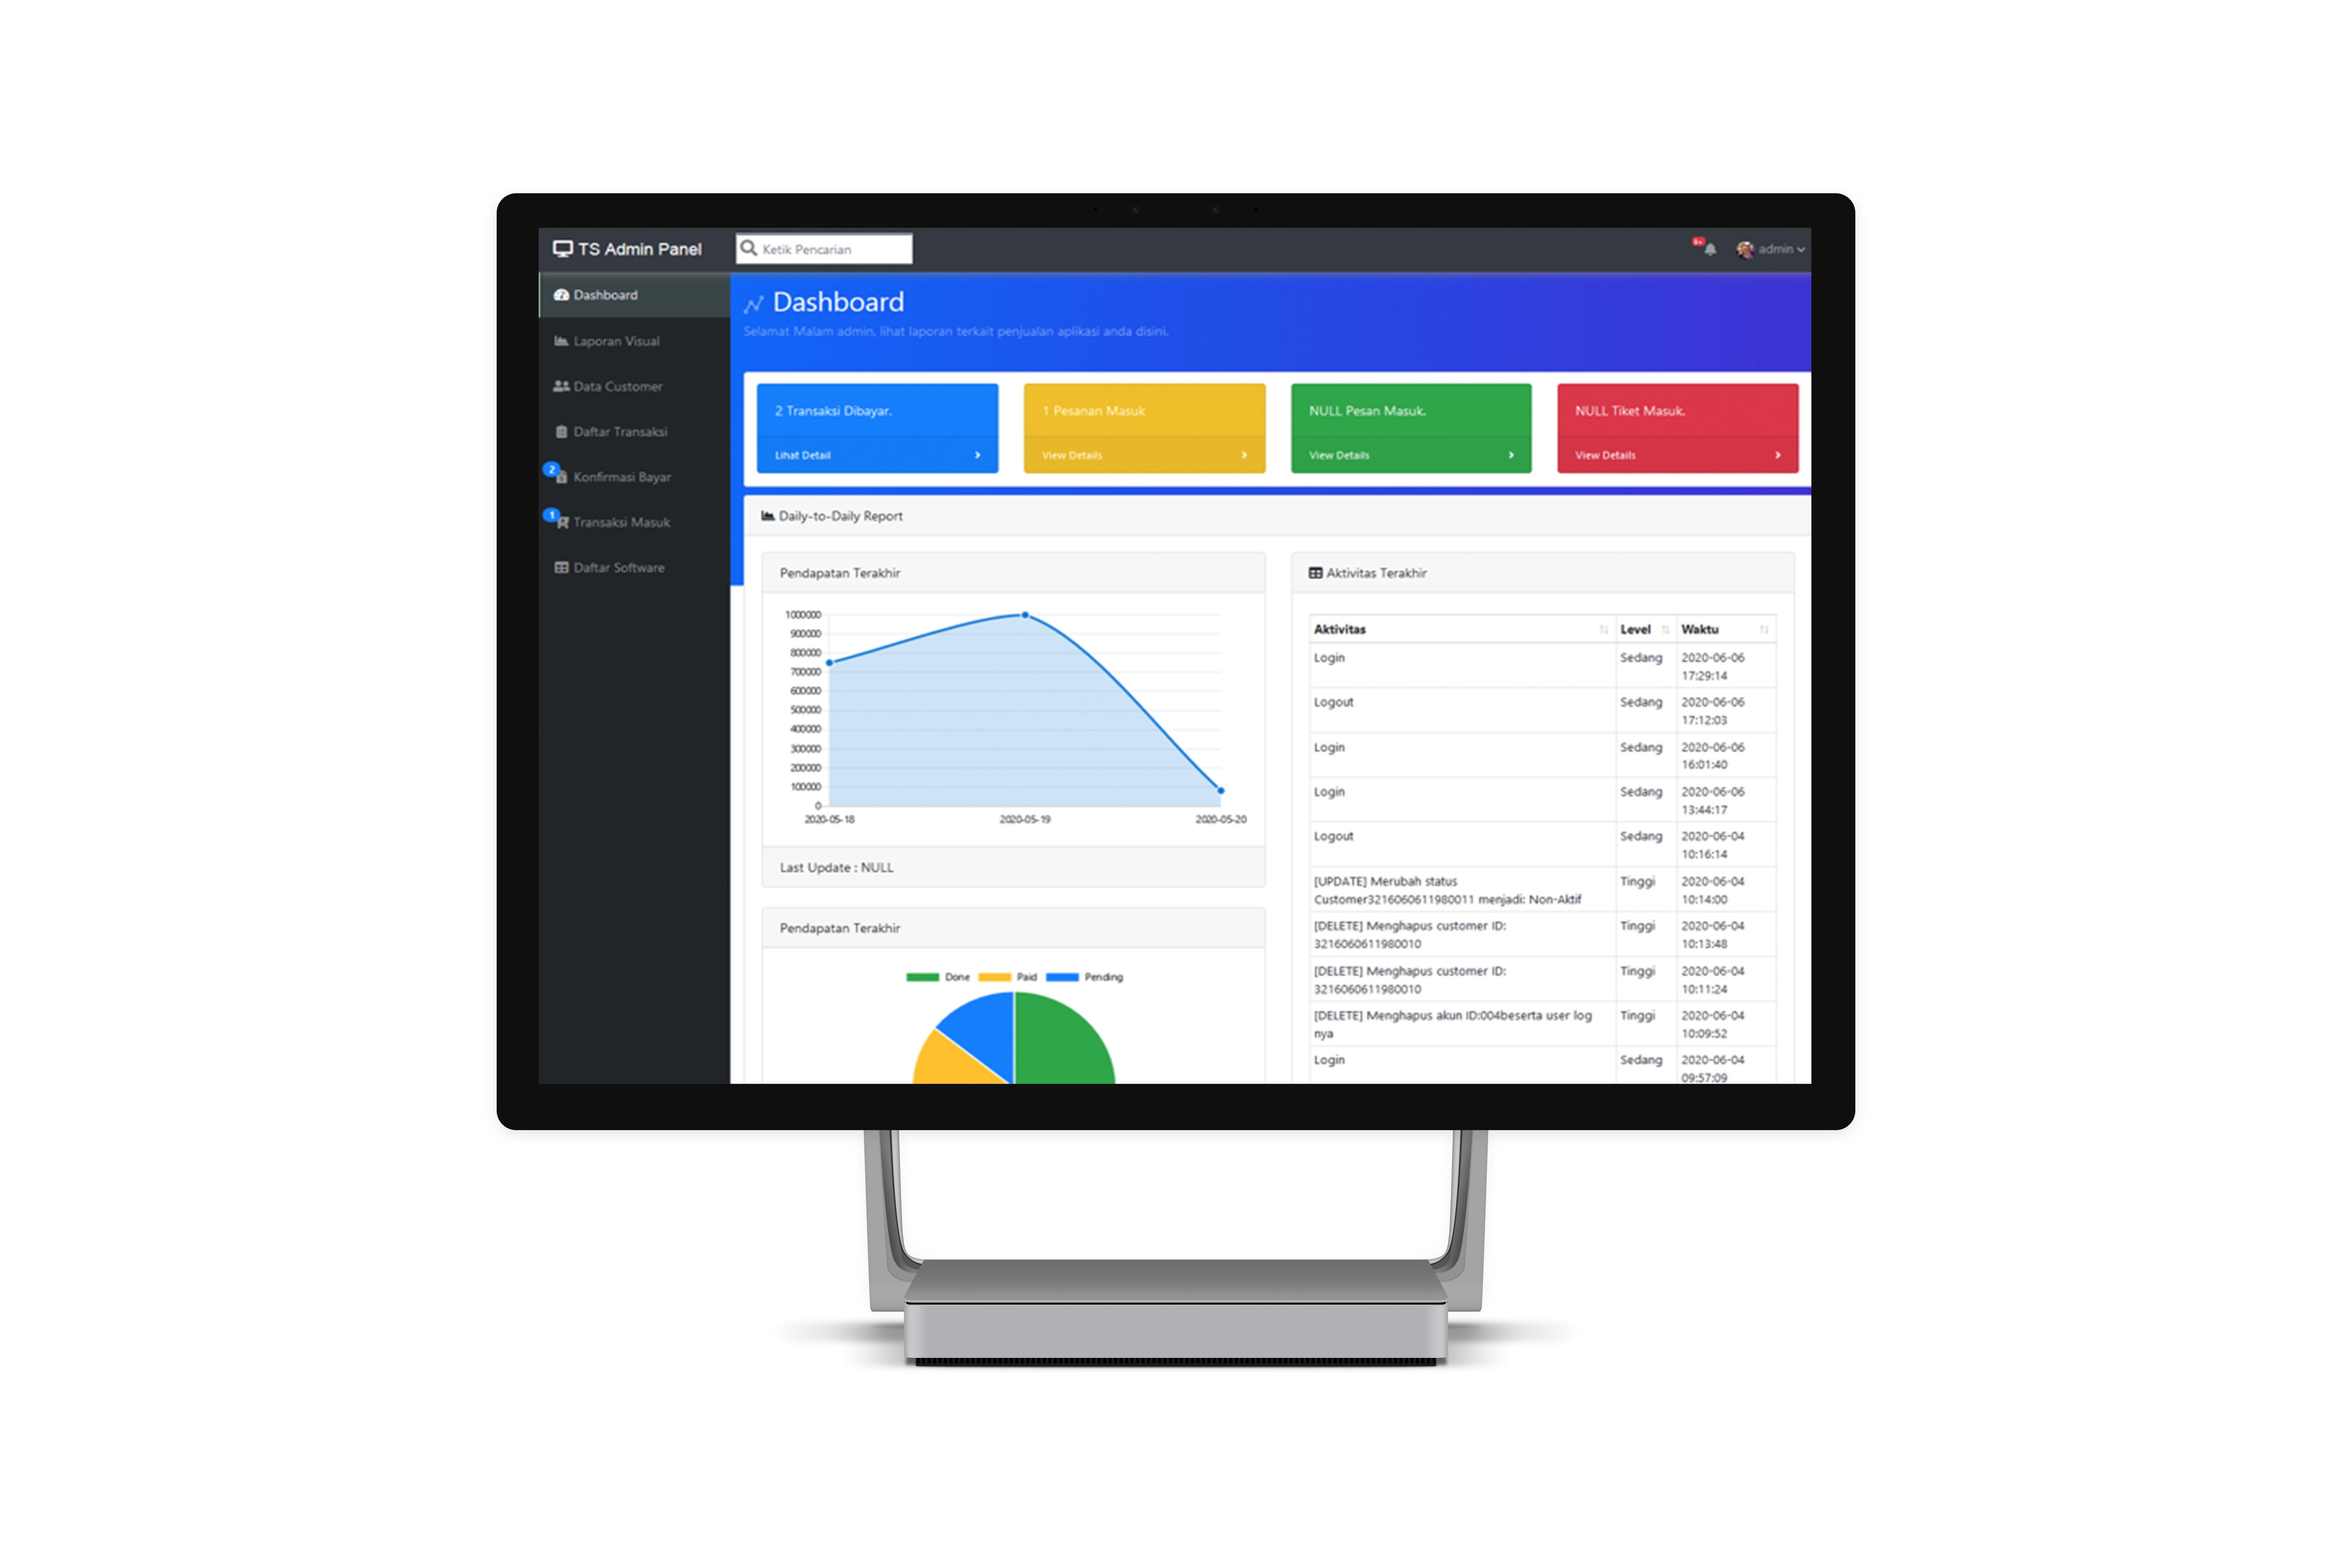 TS Admin Panel
Ketik Pencarian
admin
Dashboard
Laporan Visual
Data Customer
Daftar Transaksi
2
Konfirmasi Bayar
1
Transaksi Masuk
Daftar Software
Dashboard
Selamat Malam admin, lihat laporan terkait penjualan aplikasi anda disini.
2 Transaksi Dibayar.
Lihat Detail
1 Pesanan Masuk
View Details
NULL Pesan Masuk.
View Details
NULL Tiket Masuk.
View Details
Daily-to-Daily Report
Pendapatan Terakhir
1000000
900000
800000
700000
600000
500000
400000
300000
200000
100000
0
2020-05-18 2020-05-19 2020-05-20
Last Update : NULL
Pendapatan Terakhir
Done Paid Pending
Aktivitas Terakhir
Aktivitas Level Waktu
Login Sedang 2020-06-06
17:29:14
Logout Sedang 2020-06-06
17:12:03
Login Sedang 2020-06-06
16:01:40
Login Sedang 2020-06-06
13:44:17
Logout Sedang 2020-06-04
10:16:14
[UPDATE] Merubah status Tinggi 2020-06-04
Customer3216060611980011 menjadi: Non-Aktif 10:14:00
[DELETE] Menghapus customer ID: Tinggi 2020-06-04
3216060611980010 10:13:48
[DELETE] Menghapus customer ID: Tinggi 2020-06-04
3216060611980010 10:11:24
[DELETE] Menghapus akun ID:004beserta user log Tinggi 2020-06-04
nya 10:09:52
Login Sedang 2020-06-04
09:57:09